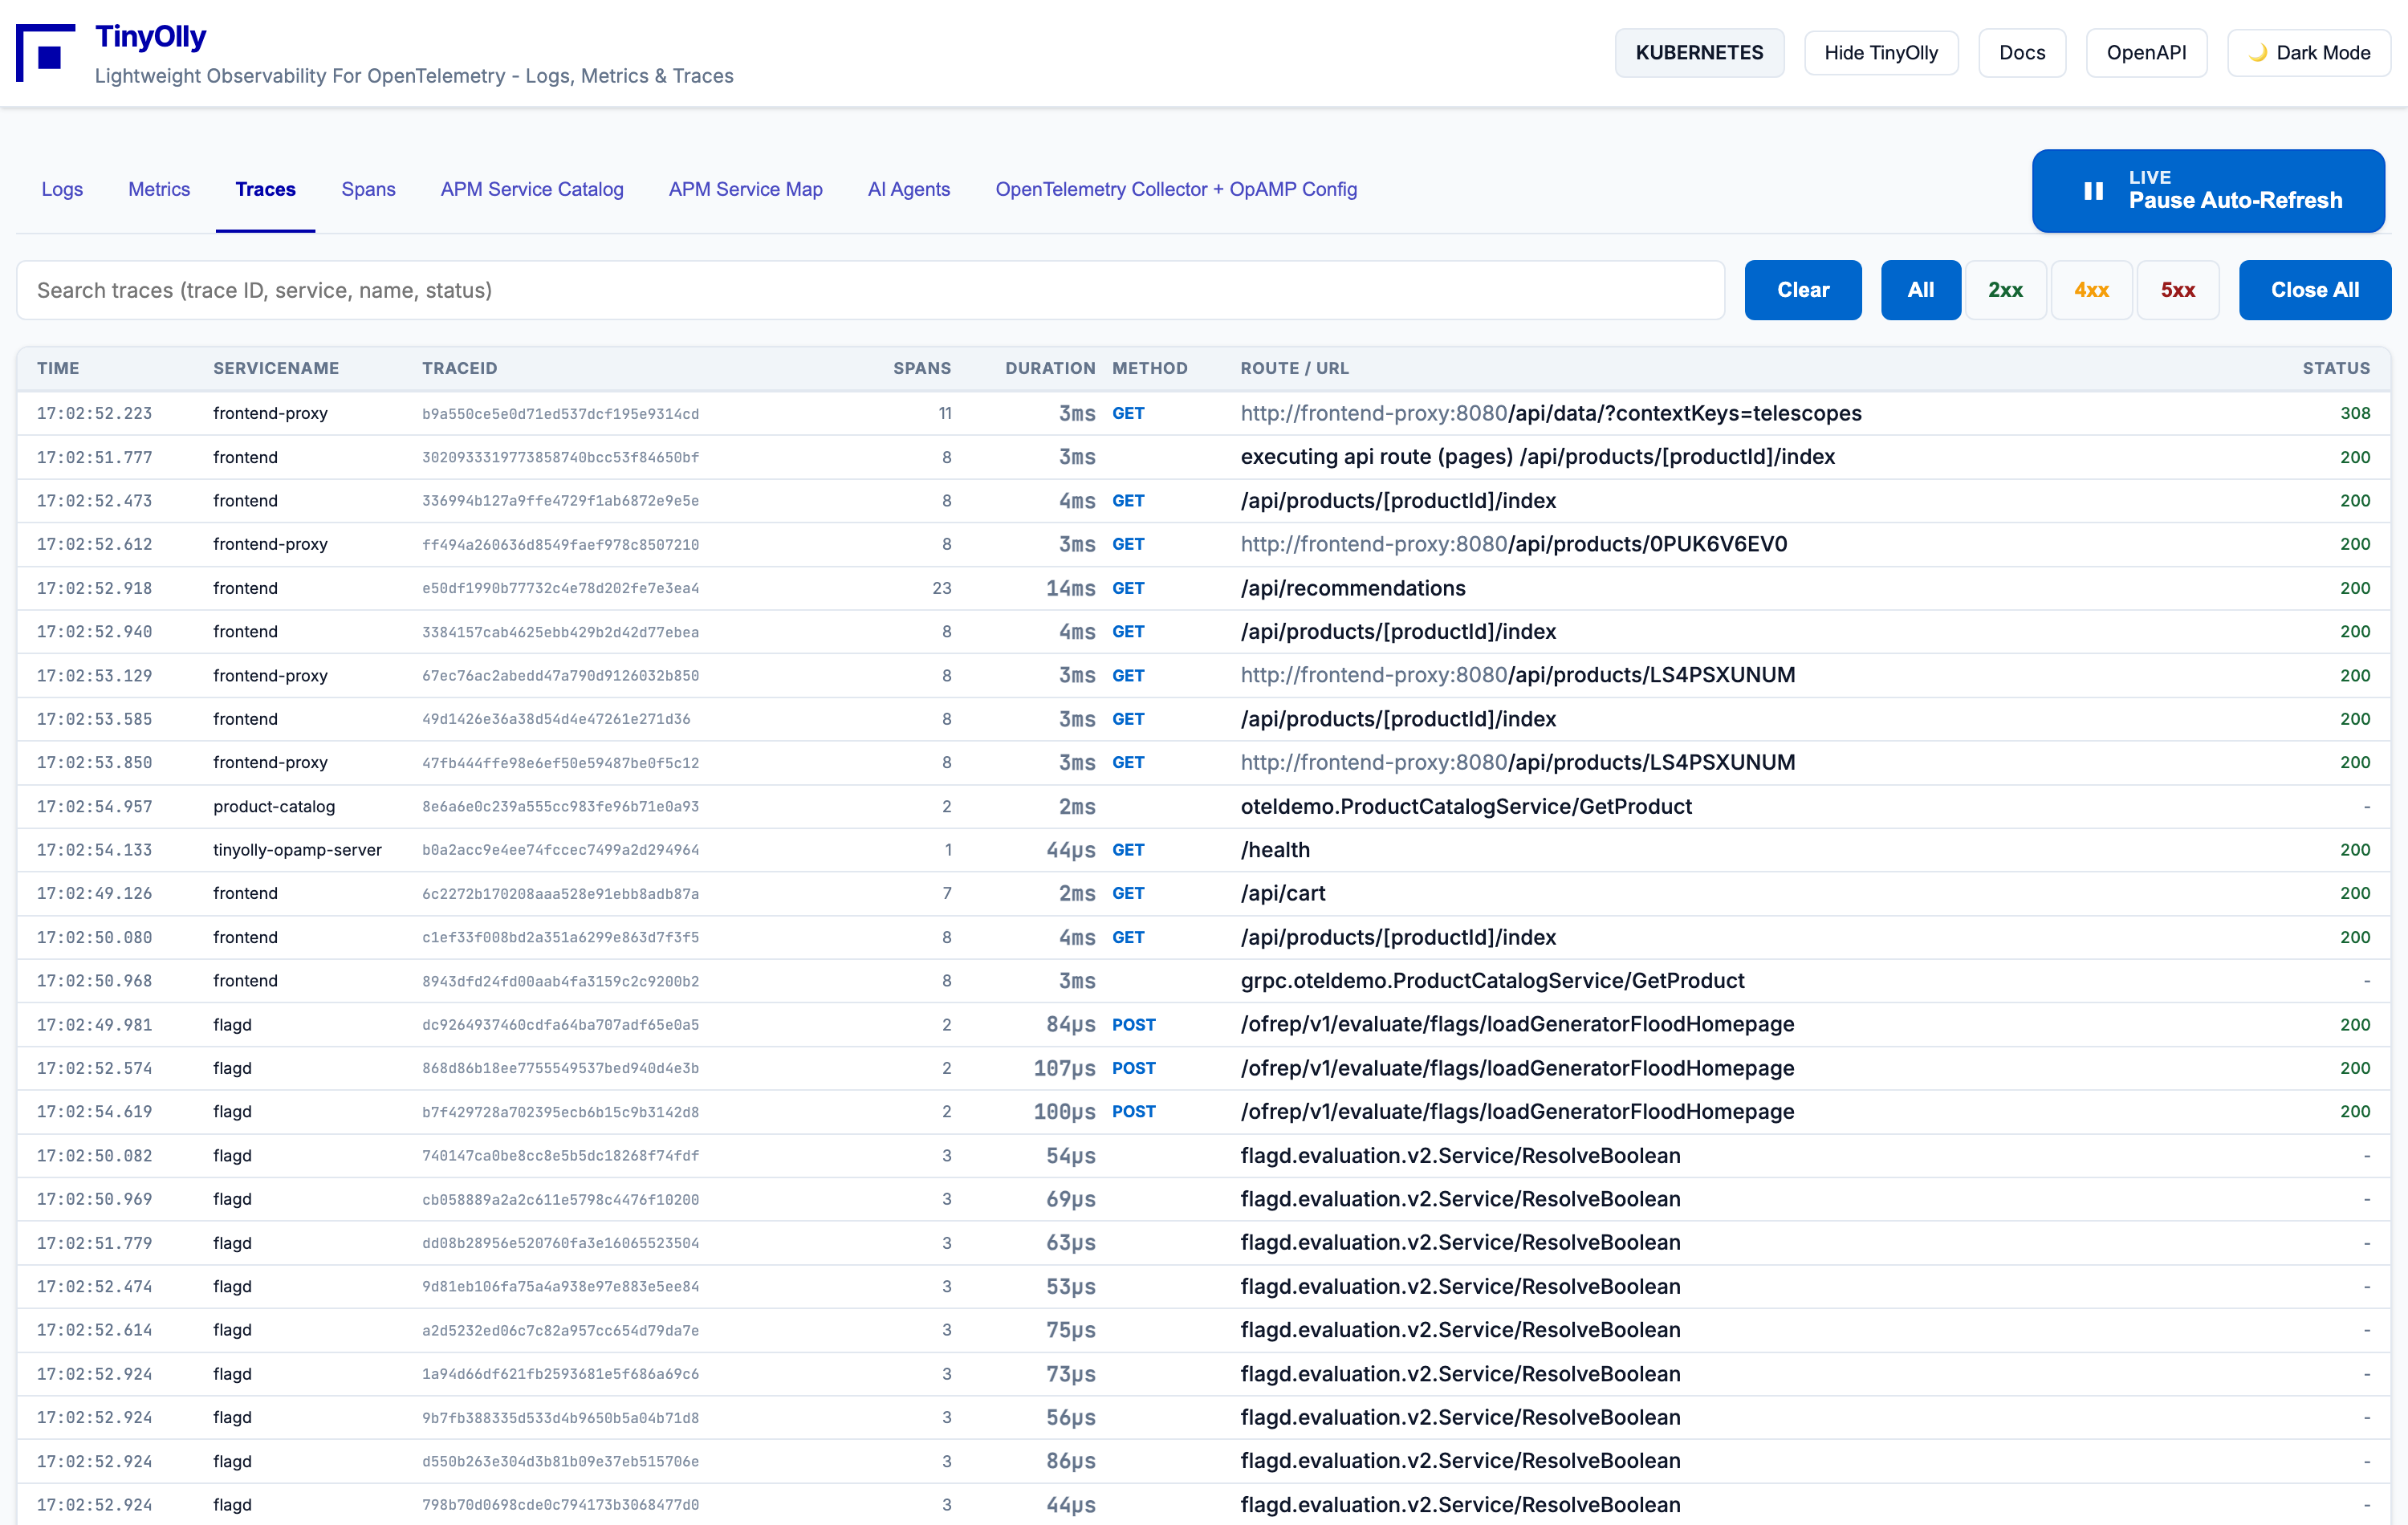 TinyOlly
Lightweight Observability For OpenTelemetry - Logs, Metrics & Traces
KUBERNETES Hide TinyOlly Docs OpenAPI 🌙 Dark Mode
Logs Metrics Traces Spans APM Service Catalog APM Service Map AI Agents OpenTelemetry Collector + OpAMP Config
LIVE
Pause Auto-Refresh
Search traces (trace ID, service, name, status) Clear All 2xx 4xx 5xx Close All
TIME SERVICENAME TRACEID SPANS DURATION METHOD ROUTE / URL STATUS
17:02:52.223 frontend-proxy b9a550ce5e0d71ed537dcf195e9314cd 11 3ms GET http://frontend-proxy:8080/api/data/?contextKeys=telescopes 308
17:02:51.777 frontend 3020933319773858740bcc53f84650bf 8 3ms executing api route (pages) /api/products/[productId]/index 200
17:02:52.473 frontend 336994b127a9ffe4729f1ab6872e9e5e 8 4ms GET /api/products/[productId]/index 200
17:02:52.612 frontend-proxy ff494a260636d8549faef978c8507210 8 3ms GET http://frontend-proxy:8080/api/products/0PUK6V6EV0 200
17:02:52.918 frontend e50df1990b77732c4e78d202fe7e3ea4 23 14ms GET /api/recommendations 200
17:02:52.940 frontend 3384157cab4625ebb429b2d42d77ebea 8 4ms GET /api/products/[productId]/index 200
17:02:53.129 frontend-proxy 67ec76ac2abedd47a790d9126032b850 8 3ms GET http://frontend-proxy:8080/api/products/LS4PSXUNUM 200
17:02:53.585 frontend 49d1426e36a38d54d4e47261e271d36 8 3ms GET /api/products/[productId]/index 200
17:02:53.850 frontend-proxy 47fb444ffe98e6ef50e59487be0f5c12 8 3ms GET http://frontend-proxy:8080/api/products/LS4PSXUNUM 200
17:02:54.957 product-catalog 8e6a6e0c239a555cc983fe96b71e0a93 2 2ms oteldemo.ProductCatalogService/GetProduct -
17:02:54.133 tinyolly-opamp-server b0a2acc9e4ee74fccec7499a2d294964 1 44µs GET /health 200
17:02:49.126 frontend 6c2272b170208aaa528e91ebb8adb87a 7 2ms GET /api/cart 200
17:02:50.080 frontend c1ef33f008bd2a351a6299e863d7f3f5 8 4ms GET /api/products/[productId]/index 200
17:02:50.968 frontend 8943dfd24fd00aab4fa3159c2c9200b2 8 3ms grpc.oteldemo.ProductCatalogService/GetProduct -
17:02:49.981 flagd dc9264937460cdfa64ba707adf65e0a5 2 84µs POST /ofrep/v1/evaluate/flags/loadGeneratorFloodHomepage 200
17:02:52.574 flagd 868d86b18ee7755549537bed940d4e3b 2 107µs POST /ofrep/v1/evaluate/flags/loadGeneratorFloodHomepage 200
17:02:54.619 flagd b7f429728a702395ecb6b15c9b3142d8 2 100µs POST /ofrep/v1/evaluate/flags/loadGeneratorFloodHomepage 200
17:02:50.082 flagd 740147ca0be8cc8e5b5dc18268f74fdf 3 54µs flagd.evaluation.v2.Service/ResolveBoolean -
17:02:50.969 flagd cb058889a2a2c611e5798c4476f10200 3 69µs flagd.evaluation.v2.Service/ResolveBoolean -
17:02:51.779 flagd dd08b28956e520760fa3e16065523504 3 63µs flagd.evaluation.v2.Service/ResolveBoolean -
17:02:52.474 flagd 9d81eb106fa75a4a938e97e883e5ee84 3 53µs flagd.evaluation.v2.Service/ResolveBoolean -
17:02:52.614 flagd a2d5232ed06c7c82a957cc654d79da7e 3 75µs flagd.evaluation.v2.Service/ResolveBoolean -
17:02:52.924 flagd 1a94d66df621fb2593681e5f686a69c6 3 73µs flagd.evaluation.v2.Service/ResolveBoolean -
17:02:52.924 flagd 9b7fb388335d533d4b9650b5a04b71d8 3 56µs flagd.evaluation.v2.Service/ResolveBoolean -
17:02:52.924 flagd d550b263e304d3b81b09e37eb515706e 3 86µs flagd.evaluation.v2.Service/ResolveBoolean -
17:02:52.924 flagd 798b70d0698cde0c794173b3068477d0 3 44µs flagd.evaluation.v2.Service/ResolveBoolean -